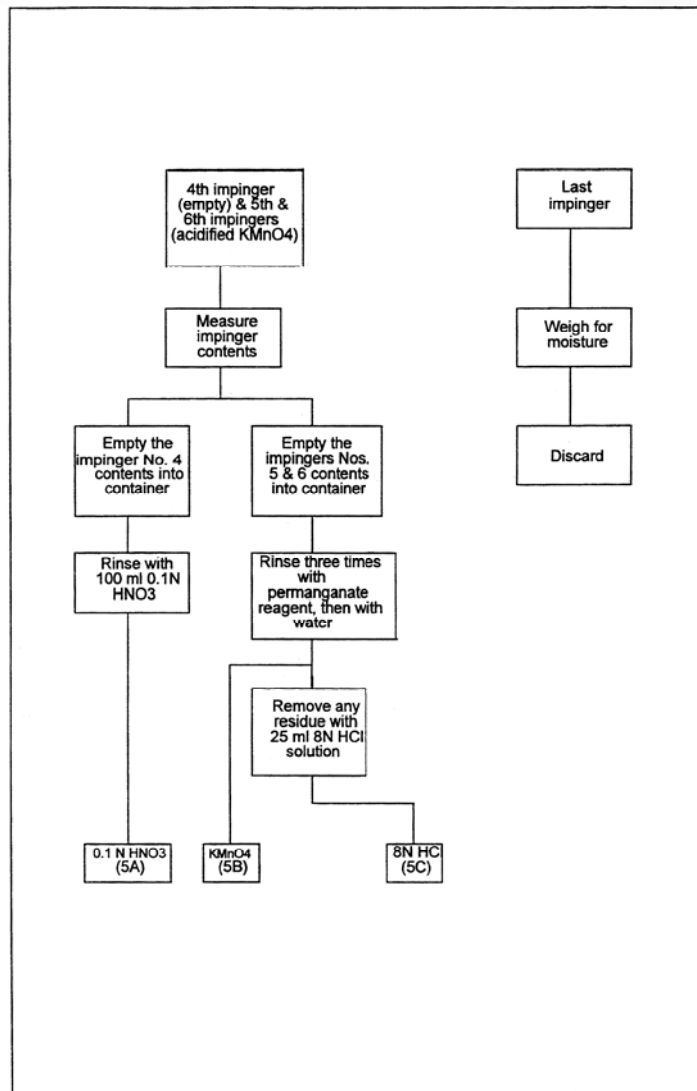 4th impinger
(empty) & 5th &
6th impingers
(acidified KMnO4)
Measure
impinger
contents
Empty the
impinger No. 4
contents into
container
Rinse with
100 ml 0.1N
HNO3
0.1 N HNO3
(5A)
Empty the
impingers Nos.
5 & 6 contents
into container
Rinse three times
with
permanganate
reagent, then with
water
Remove any
residue with
25 ml 8N HCl
solution
KMnO4
(5B)
8N HC
(5C)
Last
impinger
Weigh for
moisture
Discard